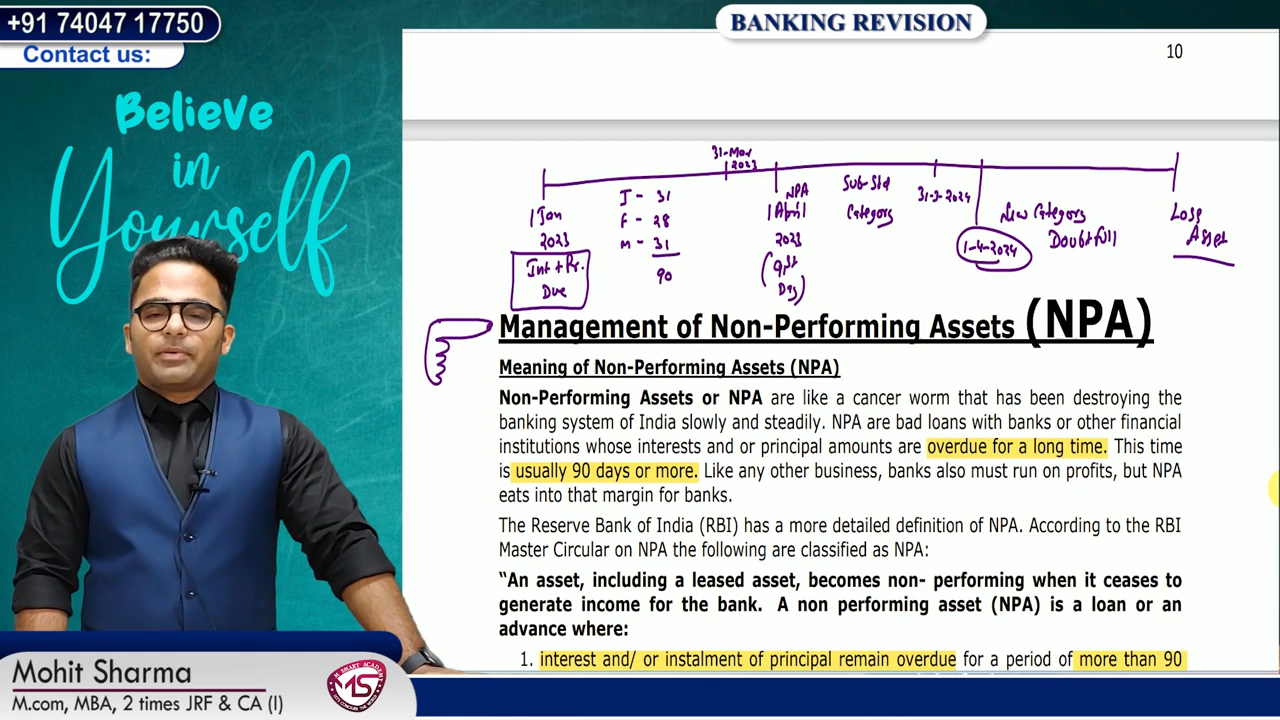 +91 74047 17750
Contact us:
BANKING REVISION
Believe
in
Yourself
10
31-Mar
2023
1 Jan
2023
Int + Pr.
Due
J - 31
F - 28
M - 31
90
NPA
1 April
2023
(91st
Day)
Sub-Std
Category
31-3-2024
1-4-2024
New Category
Doubtfull
Loss
Asset
Management of Non-Performing Assets (NPA)
Meaning of Non-Performing Assets (NPA)
Non-Performing Assets or NPA are like a cancer worm that has been destroying the
banking system of India slowly and steadily. NPA are bad loans with banks or other financial
institutions whose interests and or principal amounts are overdue for a long time. This time
is usually 90 days or more. Like any other business, banks also must run on profits, but NPA
eats into that margin for banks.
The Reserve Bank of India (RBI) has a more detailed definition of NPA. According to the RBI
Master Circular on NPA the following are classified as NPA:
“An asset, including a leased asset, becomes non- performing when it ceases to
generate income for the bank. A non performing asset (NPA) is a loan or an
advance where:
1. interest and/ or instalment of principal remain overdue for a period of more than 90
Mohit Sharma
M.com, MBA, 2 times JRF & CA (I)
MS